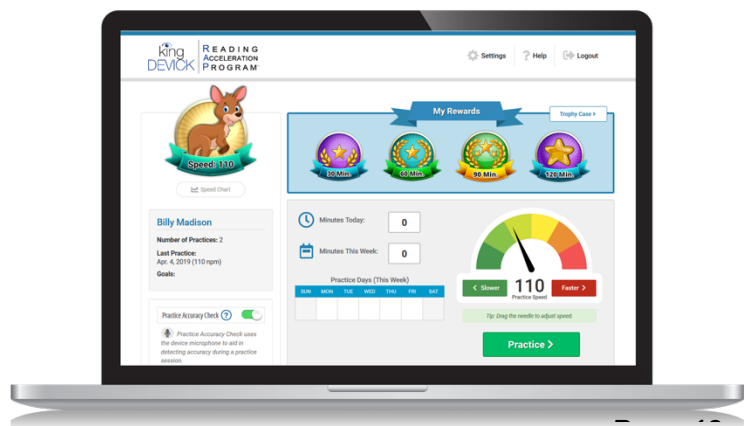 king
DEVICK
READING
ACCELERATION
PROGRAM
Settings
Help
Logout
Speed: 110
Speed Chart
My Rewards
Trophy Case >
30 Min.
60 Min.
90 Min.
120 Min.
Billy Madison
Number of Practices: 2
Last Practice:
Apr. 4, 2019 (110 npm)
Goals:
Practice Accuracy Check ?
Practice Accuracy Check uses
the device microphone to aid in
detecting accuracy during a practice
session.
Minutes Today: 0
Minutes This Week: 0
Practice Days (This Week)
SUN MON TUE WED THU FRI SAT
< Slower
110
Practice Speed
Faster >
Tip: Drag the needle to adjust speed.
Practice >